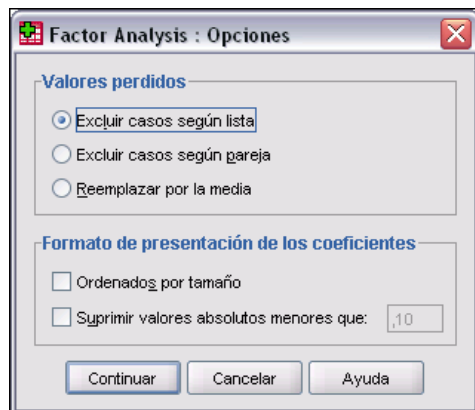 Factor Analysis : Opciones
Valores perdidos
Excluir casos según lista
Excluir casos según pareja
Reemplazar por la media
Formato de presentación de los coeficientes
Ordenados por tamaño
Suprimir valores absolutos menores que: ,10
Continuar Cancelar Ayuda